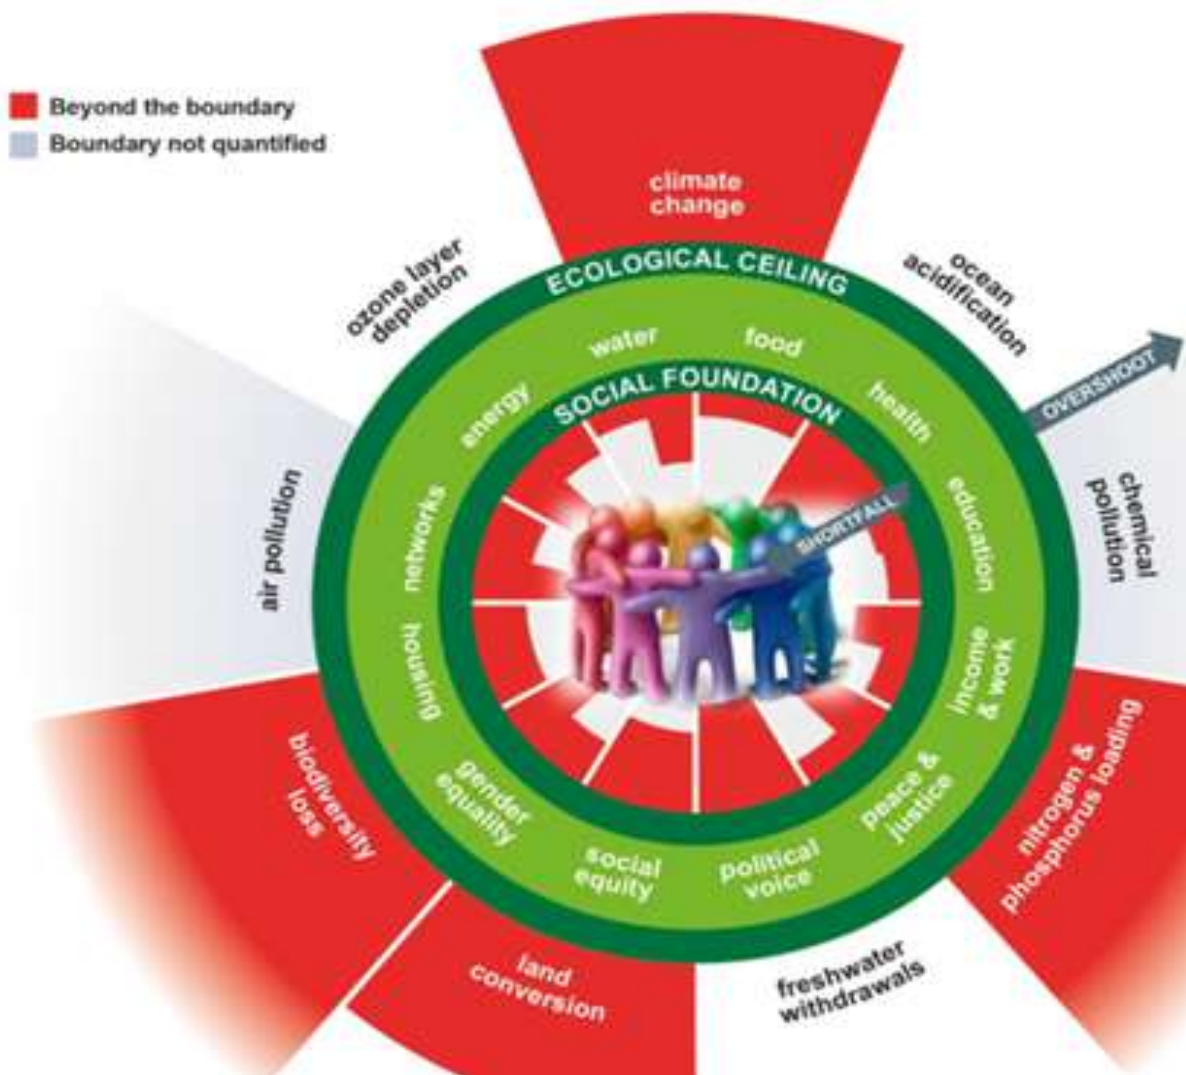 Beyond the boundary
Boundary not quantified
climate
change
ozone layer
depletion
ECOLOGICAL CEILING
ocean
acidification
OVERSHOOT
water
food
SOCIAL FOUNDATION
energy
health
SHORTFALL
networks
education
air pollution
chemical
pollution
housing
income
& work
biodiversity
loss
gender
equality
social
equity
political
voice
peace &
justice
nitrogen &
phosphorus loading
land
conversion
freshwater
withdrawals